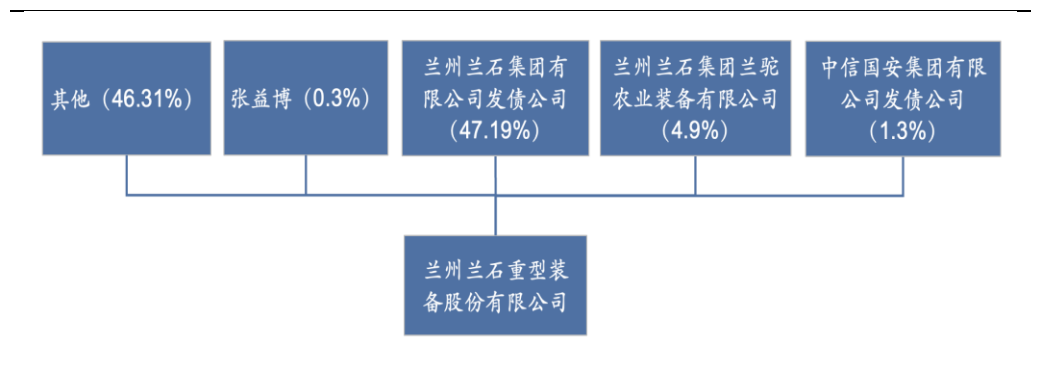 其他（46.31%）
张益博（0.3%）
兰州兰石集团有
限公司发债公司
（47.19%）
兰州兰石集团兰驼
农业装备有限公司
（4.9%）
中信国安集团有限
公司发债公司
（1.3%）
兰州兰石重型装
备股份有限公司